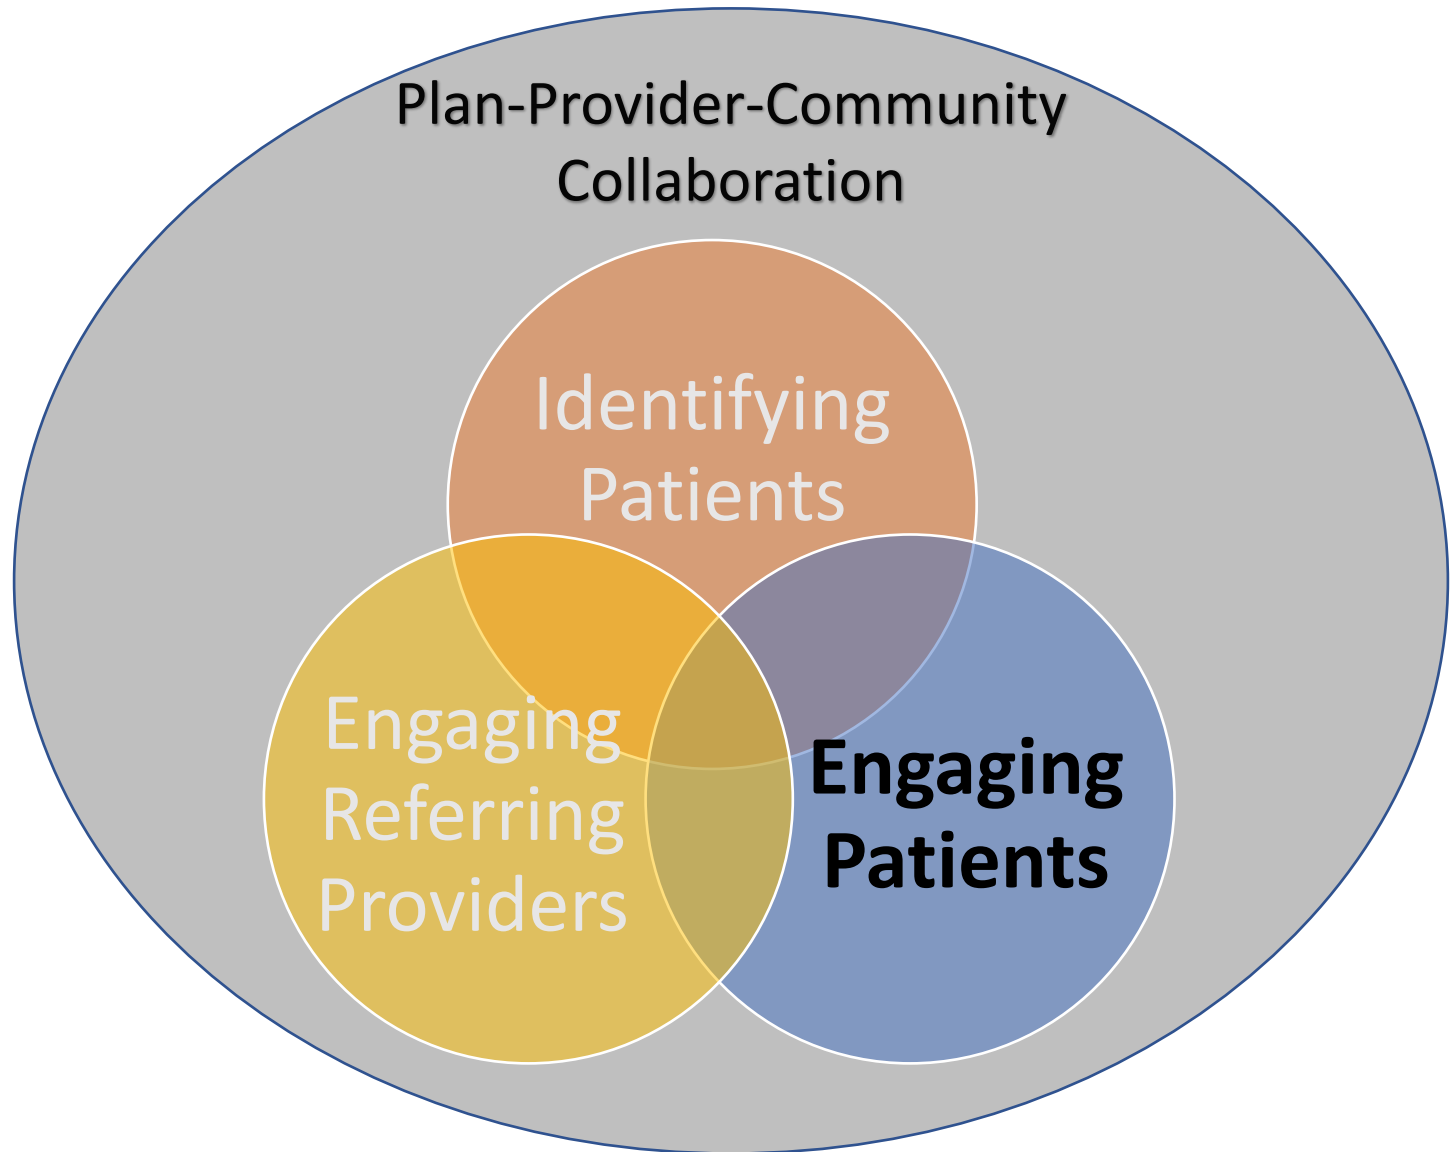 Plan-Provider-Community
Collaboration
Identifying
Patients
Engaging
Referring
Providers
Engaging
Patients